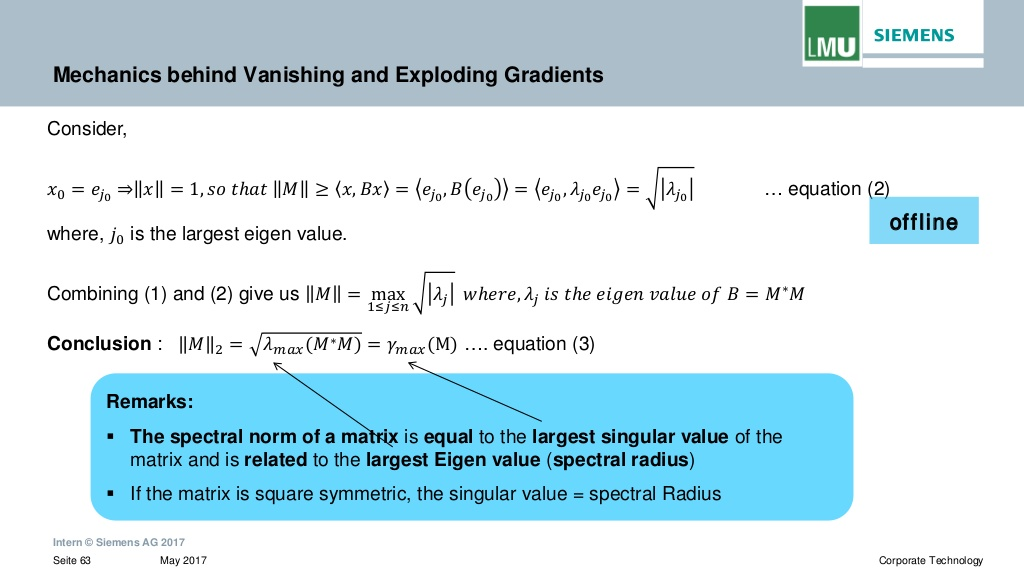 LMU SIEMENS
Mechanics behind Vanishing and Exploding Gradients
Consider,
𝑥₀ = 𝑒_{𝑗₀} ⇒‖𝑥‖ = 1, 𝑠𝑜 𝑡ℎ𝑎𝑡 ‖𝑀‖ ≥ ⟨𝑥, 𝐵𝑥⟩ = ⟨𝑒_{𝑗₀}, 𝐵(𝑒_{𝑗₀})⟩ = ⟨𝑒_{𝑗₀}, 𝜆_{𝑗₀}𝑒_{𝑗₀}⟩ = √|𝜆_{𝑗₀}| … equation (2)
offline
where, 𝑗₀ is the largest eigen value.
Combining (1) and (2) give us ‖𝑀‖ = max_{1≤𝑗≤𝑛} √|𝜆_𝑗| 𝑤ℎ𝑒𝑟𝑒, 𝜆_𝑗 𝑖𝑠 𝑡ℎ𝑒 𝑒𝑖𝑔𝑒𝑛 𝑣𝑎𝑙𝑢𝑒 𝑜𝑓 𝐵 = 𝑀*𝑀
Conclusion : ‖𝑀‖₂ = √𝜆_{𝑚𝑎𝑥}(𝑀*𝑀) = 𝛾_{𝑚𝑎𝑥}(M) …. equation (3)
Remarks:
▪ The spectral norm of a matrix is equal to the largest singular value of the
matrix and is related to the largest Eigen value (spectral radius)
▪ If the matrix is square symmetric, the singular value = spectral Radius
Intern © Siemens AG 2017
Seite 63 May 2017 Corporate Technology